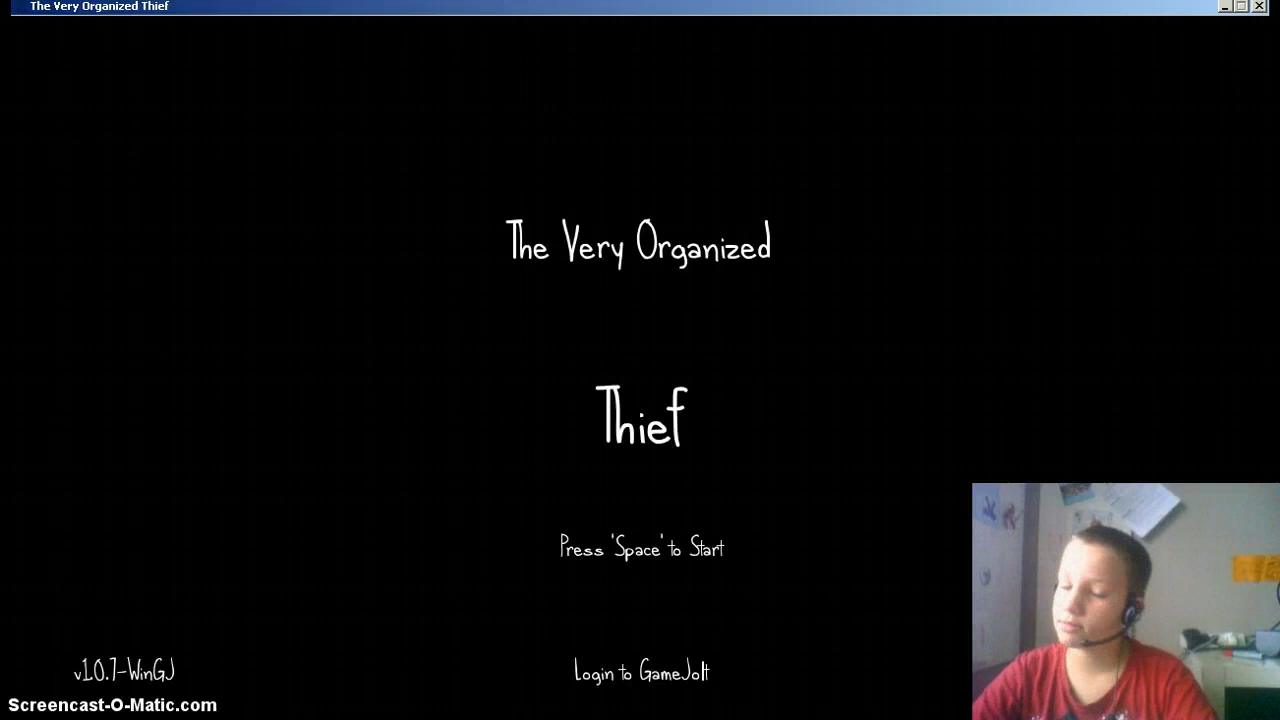 The Very Organized Thief
The Very Organized
Thief
Press 'Space' to Start
v1.0.7-WinGJ
Login to GameJolt
Screencast-O-Matic.com